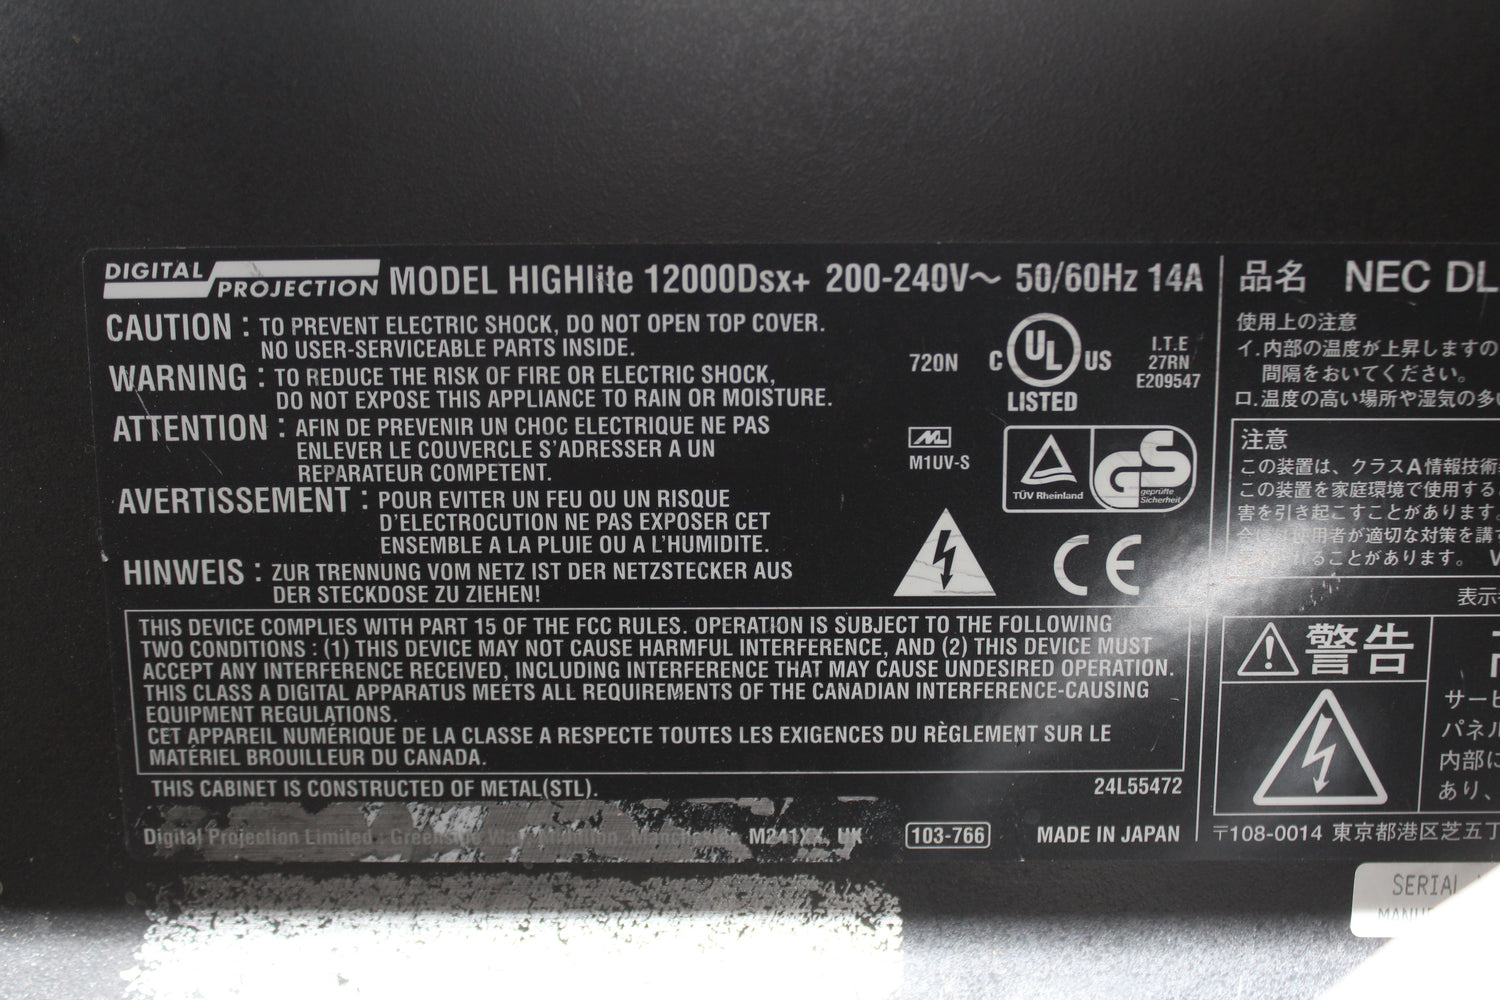 DIGITAL PROJECTION MODEL HIGHlite 12000Dsx+ 200-240V～ 50/60Hz 14A
CAUTION : TO PREVENT ELECTRIC SHOCK, DO NOT OPEN TOP COVER.
NO USER-SERVICEABLE PARTS INSIDE.
WARNING : TO REDUCE THE RISK OF FIRE OR ELECTRIC SHOCK,
DO NOT EXPOSE THIS APPLIANCE TO RAIN OR MOISTURE.
ATTENTION : AFIN DE PREVENIR UN CHOC ELECTRIQUE NE PAS
ENLEVER LE COUVERCLE S'ADRESSER A UN
REPARATEUR COMPETENT.
AVERTISSEMENT : POUR EVITER UN FEU OU UN RISQUE
D'ELECTROCUTION NE PAS EXPOSER CET
ENSEMBLE A LA PLUIE OU A L'HUMIDITE.
HINWEIS : ZUR TRENNUNG VOM NETZ IST DER NETZSTECKER AUS
DER STECKDOSE ZU ZIEHEN!
720N
C UL US
LISTED
I.T.E
27RN
E209547
M1UV-S
TÜV Rheinland
GS
geprüfte
Sicherheit
CE
THIS DEVICE COMPLIES WITH PART 15 OF THE FCC RULES. OPERATION IS SUBJECT TO THE FOLLOWING
TWO CONDITIONS : (1) THIS DEVICE MAY NOT CAUSE HARMFUL INTERFERENCE, AND (2) THIS DEVICE MUST
ACCEPT ANY INTERFERENCE RECEIVED, INCLUDING INTERFERENCE THAT MAY CAUSE UNDESIRED OPERATION.
THIS CLASS A DIGITAL APPARATUS MEETS ALL REQUIREMENTS OF THE CANADIAN INTERFERENCE-CAUSING
EQUIPMENT REGULATIONS.
CET APPAREIL NUMÉRIQUE DE LA CLASSE A RESPECTE TOUTES LES EXIGENCES DU RÈGLEMENT SUR LE
MATÉRIEL BROUILLEUR DU CANADA.
THIS CABINET IS CONSTRUCTED OF METAL(STL).
24L55472
Digital Projection Limited M241XX, UK
103-766
MADE IN JAPAN
品名 NEC DL
使用上の注意
イ.内部の温度が上昇しますの
間隔をおいてください。
ロ.温度の高い場所や湿気の多い
注意
この装置は、クラスA情報技術
この装置を家庭環境で使用する
害を引き起こすことがあります。
使用者が適切な対策を講
れることがあります。 V
表示
警告
サービ
パネル
内部に
あり、
〒108-0014 東京都港区芝五丁
SERIAL